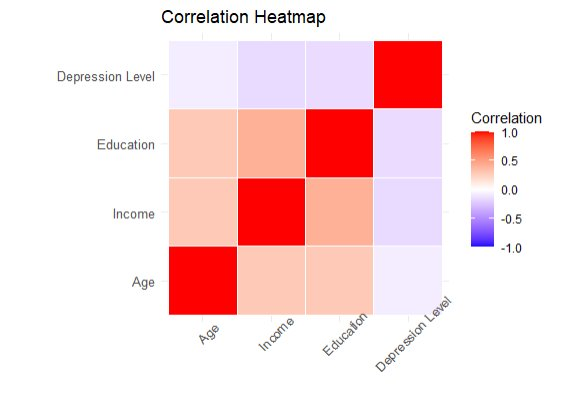 Correlation Heatmap
Depression Level
Education
Income
Age
Age
Income
Education
Depression Level
Correlation
1.0
0.5
0.0
-0.5
-1.0